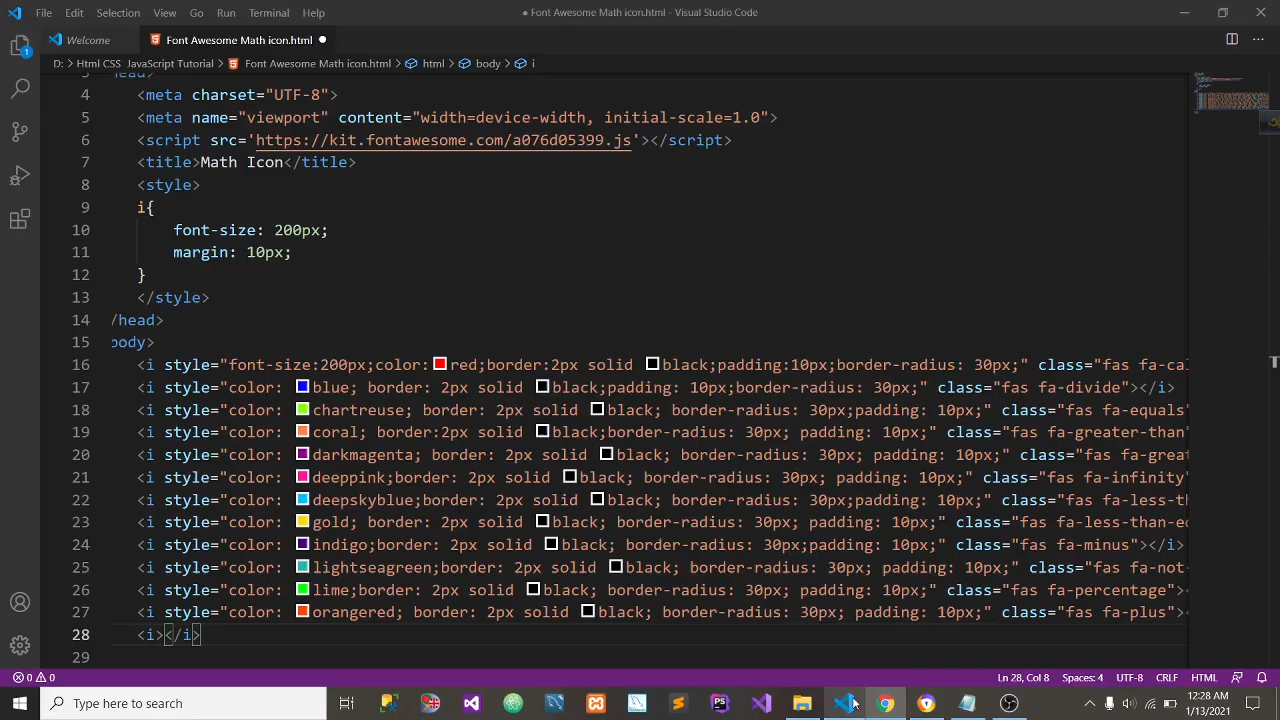 File Edit Selection View Go Run Terminal Help
● Font Awesome Math icon.html - Visual Studio Code
Welcome
Font Awesome Math icon.html ●
D: > Html CSS JavaScript Tutorial > Font Awesome Math icon.html > html > body > i
1
3 head>
4 <meta charset="UTF-8">
5 <meta name="viewport" content="width=device-width, initial-scale=1.0">
6 <script src='https://kit.fontawesome.com/a076d05399.js'></script>
7 <title>Math Icon</title>
8 <style>
9 i{
10 font-size: 200px;
11 margin: 10px;
12 }
13 </style>
14 /head>
15 body>
16 <i style="font-size:200px;color:red;border:2px solid black;padding:10px;border-radius: 30px;" class="fas fa-cal
17 <i style="color: blue; border: 2px solid black;padding: 10px;border-radius: 30px;" class="fas fa-divide"></i>
18 <i style="color: chartreuse; border: 2px solid black; border-radius: 30px;padding: 10px;" class="fas fa-equals"
19 <i style="color: coral; border:2px solid black;border-radius: 30px; padding: 10px;" class="fas fa-greater-than"
20 <i style="color: darkmagenta; border: 2px solid black; border-radius: 30px; padding: 10px;" class="fas fa-great
21 <i style="color: deeppink;border: 2px solid black; border-radius: 30px; padding: 10px;" class="fas fa-infinity"
22 <i style="color: deepskyblue;border: 2px solid black; border-radius: 30px; padding: 10px;" class="fas fa-less-th
23 <i style="color: gold; border: 2px solid black; border-radius: 30px; padding: 10px;" class="fas fa-less-than-eq
24 <i style="color: indigo;border: 2px solid black; border-radius: 30px; padding: 10px;" class="fas fa-minus"></i>
25 <i style="color: lightseagreen;border: 2px solid black; border-radius: 30px; padding: 10px;" class="fas fa-not-
26 <i style="color: lime;border: 2px solid black; border-radius: 30px; padding: 10px;" class="fas fa-percentage"><
27 <i style="color: orangered; border: 2px solid black; border-radius: 30px; padding: 10px;" class="fas fa-plus"><
28 <i></i>
29
0 0
Ln 28, Col 8 Spaces: 4 UTF-8 CRLF HTML
Type here to search
PS
12:28 AM
1/13/2021